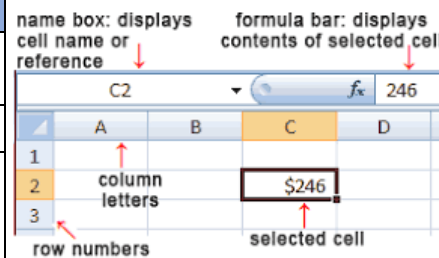 name box: displays
cell name or
reference
formula bar: displays
contents of selected cell
C2
fx 246
A B C D
1
2 $246
3
column
letters
row numbers
selected cell